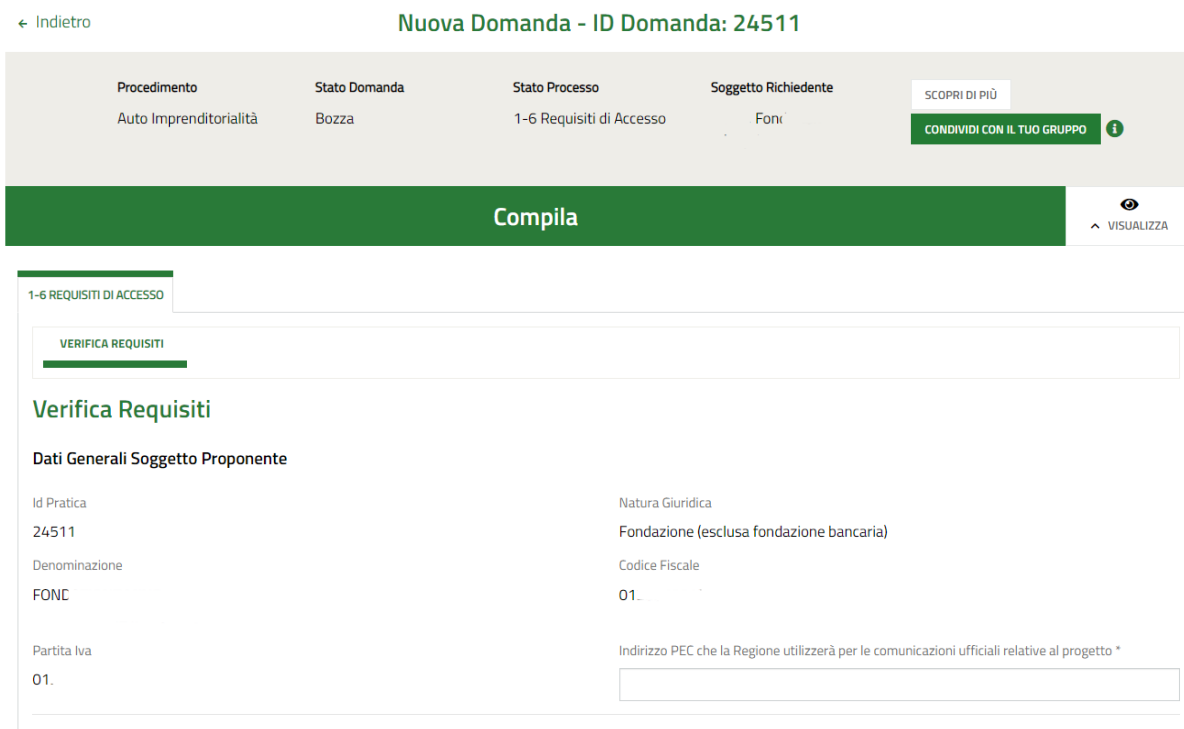 ← Indietro
Nuova Domanda - ID Domanda: 24511
Procedimento
Stato Domanda
Stato Processo
Soggetto Richiedente
Auto Imprenditorialità
Bozza
1-6 Requisiti di Accesso
SCOPRI DI PIÙ
CONDIVIDI CON IL TUO GRUPPO
Compila
VISUALIZZA
1-6 REQUISITI DI ACCESSO
VERIFICA REQUISITI
Verifica Requisiti
Dati Generali Soggetto Proponente
Id Pratica
Natura Giuridica
24511
Fondazione (esclusa fondazione bancaria)
Denominazione
Codice Fiscale
FOND
01
Partita Iva
Indirizzo PEC che la Regione utilizzerà per le comunicazioni ufficiali relative al progetto *
01.